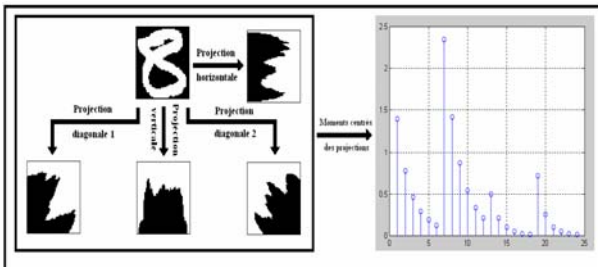 8
Projection
horizontale
Projection
diagonale 1
Projection
verticale
Projection
diagonale 2
Moments centrés
des projections
2.5
2
1.5
1
0.5
0
0 5 10 15 20 25